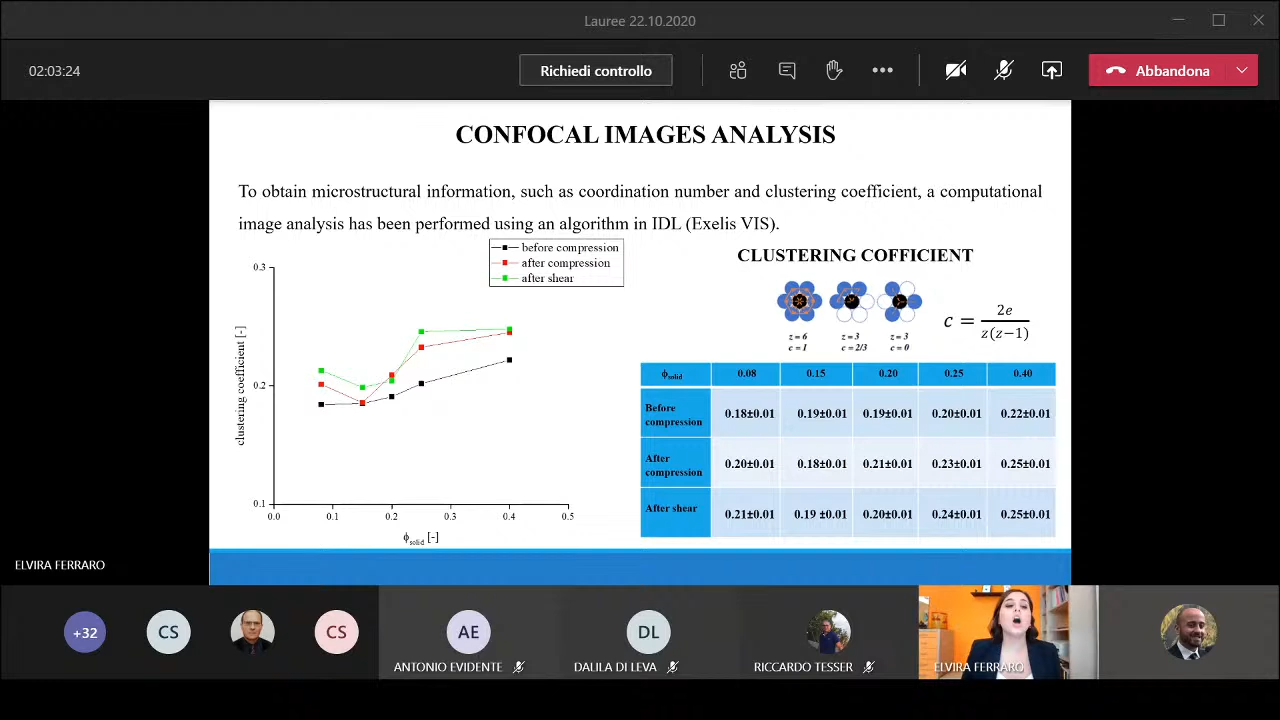 Lauree 22.10.2020
02:03:24
Richiedi controllo
Abbandona
CONFOCAL IMAGES ANALYSIS
To obtain microstructural information, such as coordination number and clustering coefficient, a computational
image analysis has been performed using an algorithm in IDL (Exelis VIS).
before compression
after compression
after shear
0.3
0.2
0.1
clustering coefficient [-]
0.0 0.1 0.2 0.3 0.4 0.5
ϕsolid [-]
CLUSTERING COFFICIENT
z=6 z=3 z=3
c=1 c=2/3 c=0
c = 2e / z(z−1)
ϕsolid 0.08 0.15 0.20 0.25 0.40
Before compression 0.18±0.01 0.19±0.01 0.19±0.01 0.20±0.01 0.22±0.01
After compression 0.20±0.01 0.18±0.01 0.21±0.01 0.23±0.01 0.25±0.01
After shear 0.21±0.01 0.19 ±0.01 0.20±0.01 0.24±0.01 0.25±0.01
ELVIRA FERRARO
+32
CS
CS
AE
ANTONIO EVIDENTE
DL
DALILA DI LEVA
RICCARDO TESSER
ELVIRA FERRARO